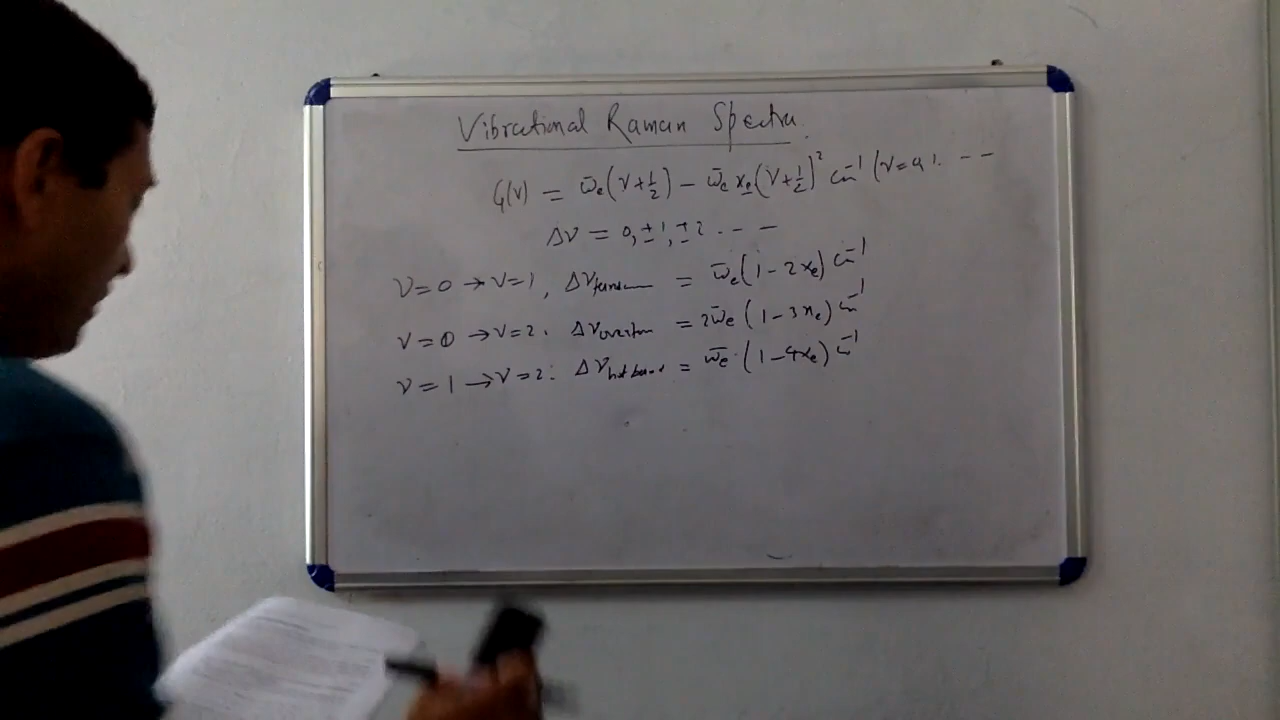 Vibrational Raman Spectra.
G(v) = ω̄e(v+1/2) − ω̄e xe(v+1/2)² cm⁻¹ (v=0, 1, - -
Δv = 0, ±1, ±2 - - -
v=0 → v=1, Δν = ω̄e(1−2xe) cm⁻¹
v=0 → v=2: Δν overton = 2ω̄e (1−3xe) cm⁻¹
v=1 → v=2: Δν hot band = ω̄e (1−4xe) cm⁻¹